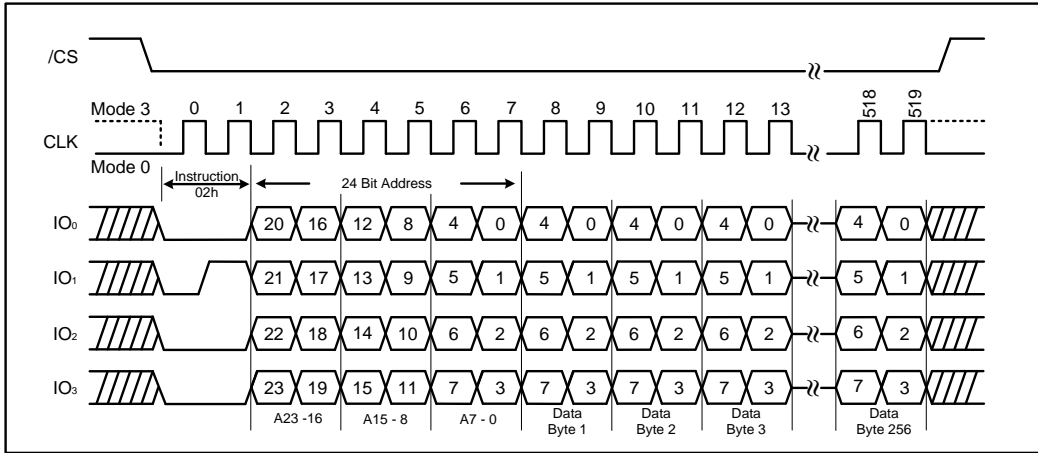 /CS
Mode 3
0 1 2 3 4 5 6 7 8 9 10 11 12 13 518 519
CLK
Mode 0
Instruction
02h
24 Bit Address
IO₀ 20 16 12 8 4 0 4 0 4 0 4 0 4 0
IO₁ 21 17 13 9 5 1 5 1 5 1 5 1 5 1
IO₂ 22 18 14 10 6 2 6 2 6 2 6 2 6 2
IO₃ 23 19 15 11 7 3 7 3 7 3 7 3 7 3
A23 -16 A15 - 8 A7 - 0 Data Data Data Data
Byte 1 Byte 2 Byte 3 Byte 256